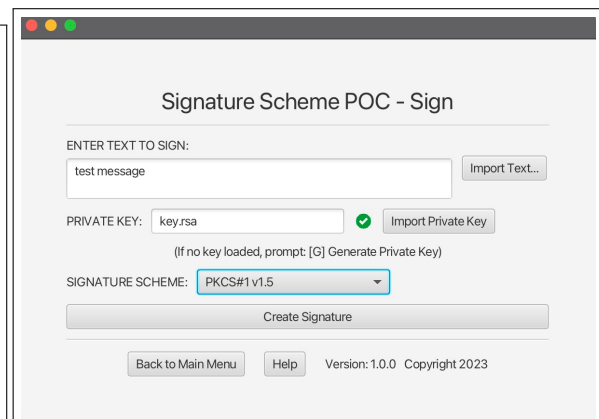 Signature Scheme POC - Sign
ENTER TEXT TO SIGN:
test message
Import Text...
PRIVATE KEY: key.rsa Import Private Key
(If no key loaded, prompt: [G] Generate Private Key)
SIGNATURE SCHEME: PKCS#1 v1.5
Create Signature
Back to Main Menu Help Version: 1.0.0 Copyright 2023